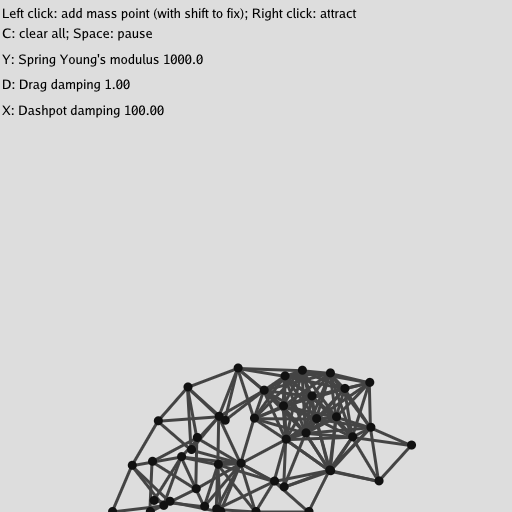 Left click: add mass point (with shift to fix); Right click: attract
C: clear all; Space: pause
Y: Spring Young's modulus 1000.0
D: Drag damping 1.00
X: Dashpot damping 100.00